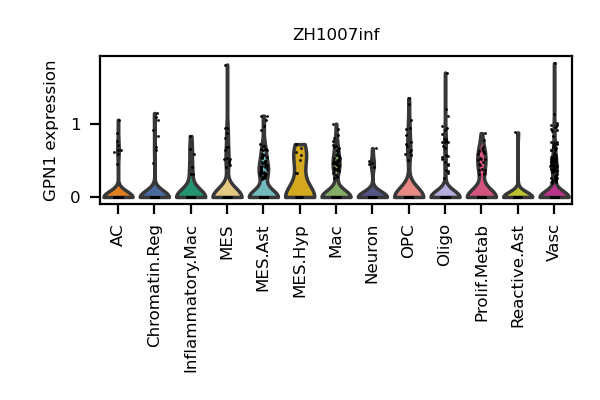 ZH1007inf
GPN1 expression
1
0
AC
Chromatin.Reg
Inflammatory.Mac
MES
MES.Ast
MES.Hyp
Mac
Neuron
OPC
Oligo
Prolif.Metab
Reactive.Ast
Vasc